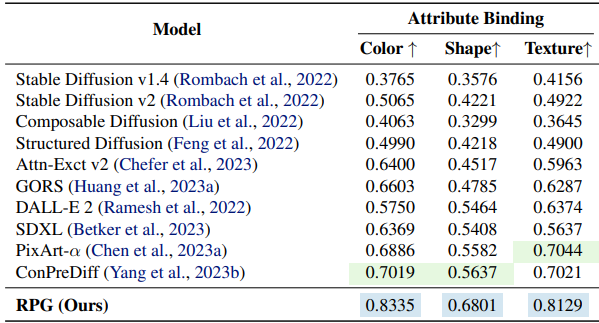 Model Attribute Binding
Color ↑ Shape↑ Texture↑
Stable Diffusion v1.4 (Rombach et al., 2022) 0.3765 0.3576 0.4156
Stable Diffusion v2 (Rombach et al., 2022) 0.5065 0.4221 0.4922
Composable Diffusion (Liu et al., 2022) 0.4063 0.3299 0.3645
Structured Diffusion (Feng et al., 2022) 0.4990 0.4218 0.4900
Attn-Exct v2 (Chefer et al., 2023) 0.6400 0.4517 0.5963
GORS (Huang et al., 2023a) 0.6603 0.4785 0.6287
DALL-E 2 (Ramesh et al., 2022) 0.5750 0.5464 0.6374
SDXL (Betker et al., 2023) 0.6369 0.5408 0.5637
PixArt-α (Chen et al., 2023a) 0.6886 0.5582 0.7044
ConPreDiff (Yang et al., 2023b) 0.7019 0.5637 0.7021
RPG (Ours) 0.8335 0.6801 0.8129